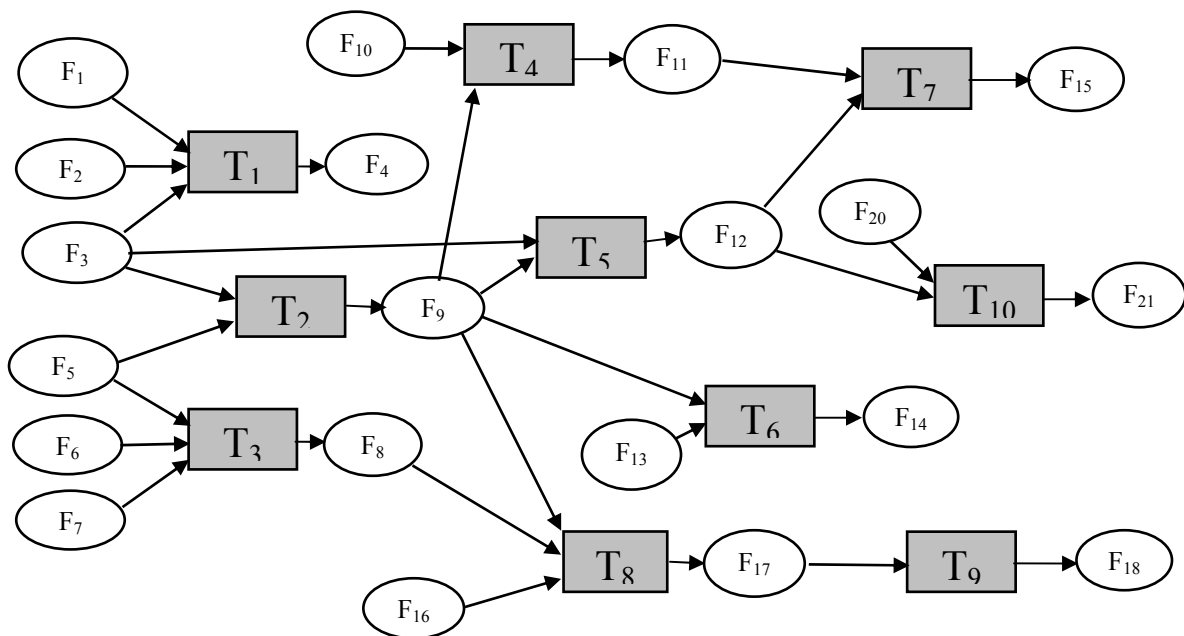 F₁₀
T₄
F₁₁
T₇
F₁₅
F₁
F₂
T₁
F₄
F₃
T₅
F₁₂
F₂₀
T₂
F₉
T₁₀
F₂₁
F₅
F₆
T₃
F₈
T₆
F₁₄
F₁₃
F₇
T₈
F₁₇
T₉
F₁₈
F₁₆